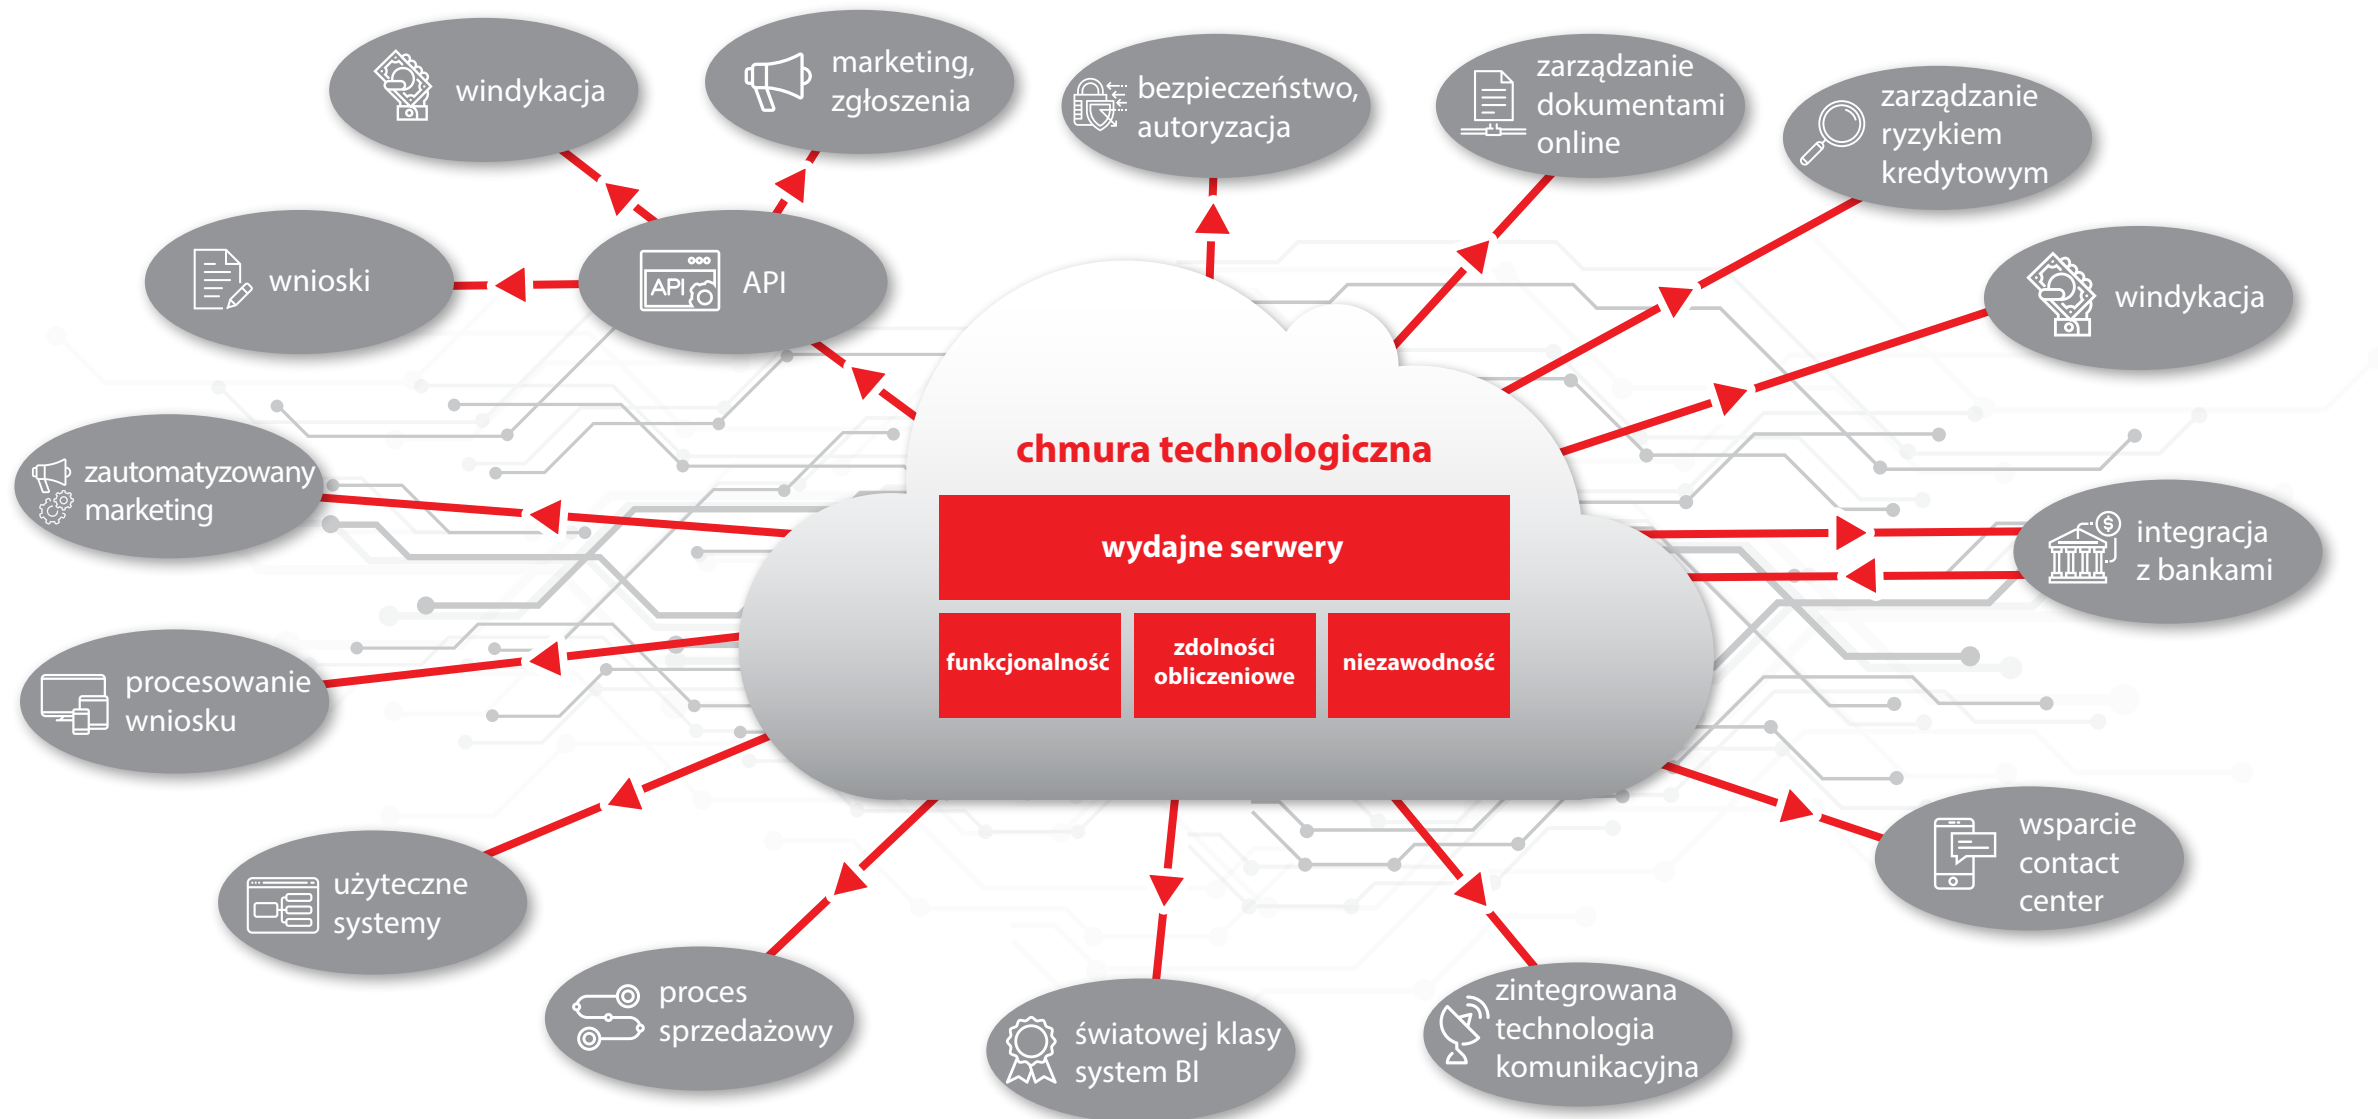 windykacja
marketing,
zgłoszenia
bezpieczeństwo,
autoryzacja
zarządzanie
dokumentami
online
zarządzanie
ryzykiem
kredytowym
wnioski
API
API
windykacja
chmura technologiczna
zautomatyzowany
marketing
wydajne serwery
integracja
z bankami
funkcjonalność
zdolności
obliczeniowe
niezawodność
procesowanie
wniosku
użyteczne
systemy
wsparcie
contact
center
proces
sprzedażowy
światowej klasy
system BI
zintegrowana
technologia
komunikacyjna